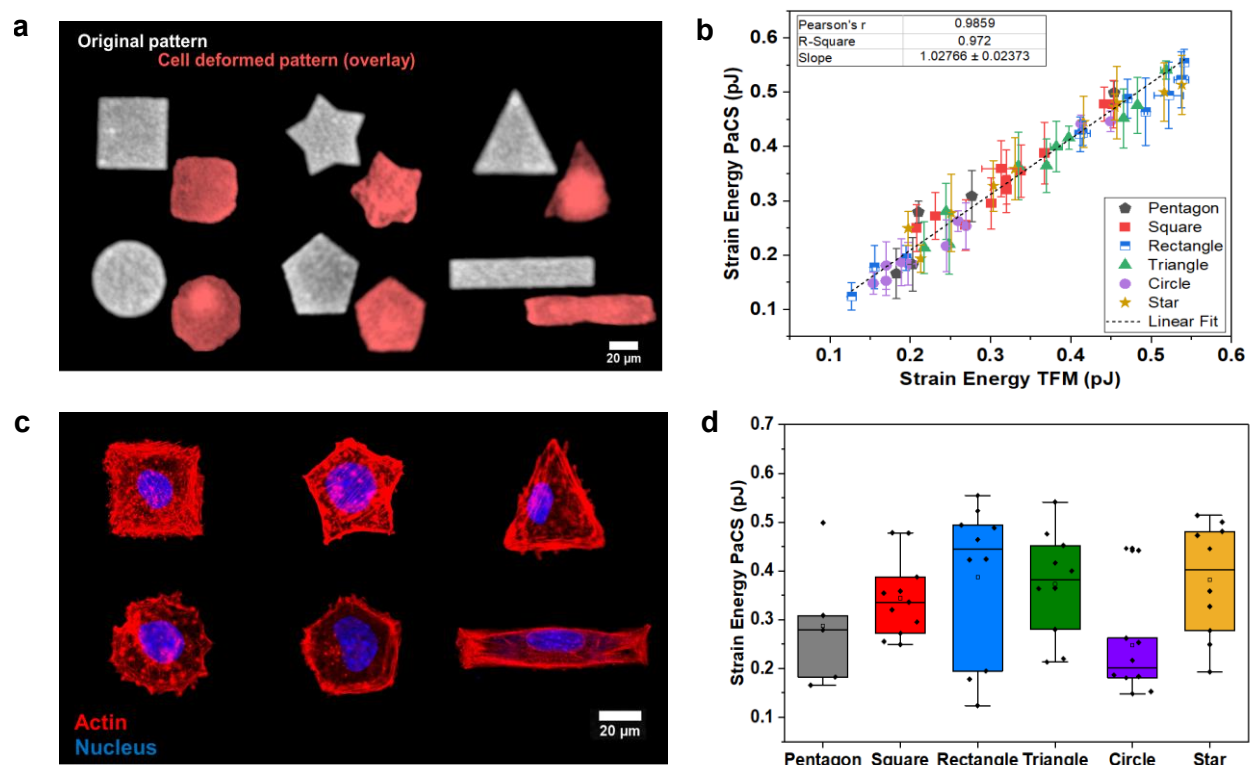 a
Original pattern
Cell deformed pattern (overlay)
20 μm
b
Pearson's r 0.9859
R-Square 0.972
Slope 1.02766 ± 0.02373
0.6
0.5
0.4
0.3
0.2
0.1
Strain Energy PaCS (pJ)
Pentagon
Square
Rectangle
Triangle
Circle
Star
Linear Fit
0.1 0.2 0.3 0.4 0.5 0.6
Strain Energy TFM (pJ)
c
Actin
Nucleus
20 μm
d
0.7
0.6
0.5
0.4
0.3
0.2
0.1
Strain Energy PaCS (pJ)
Pentagon Square Rectangle Triangle Circle Star